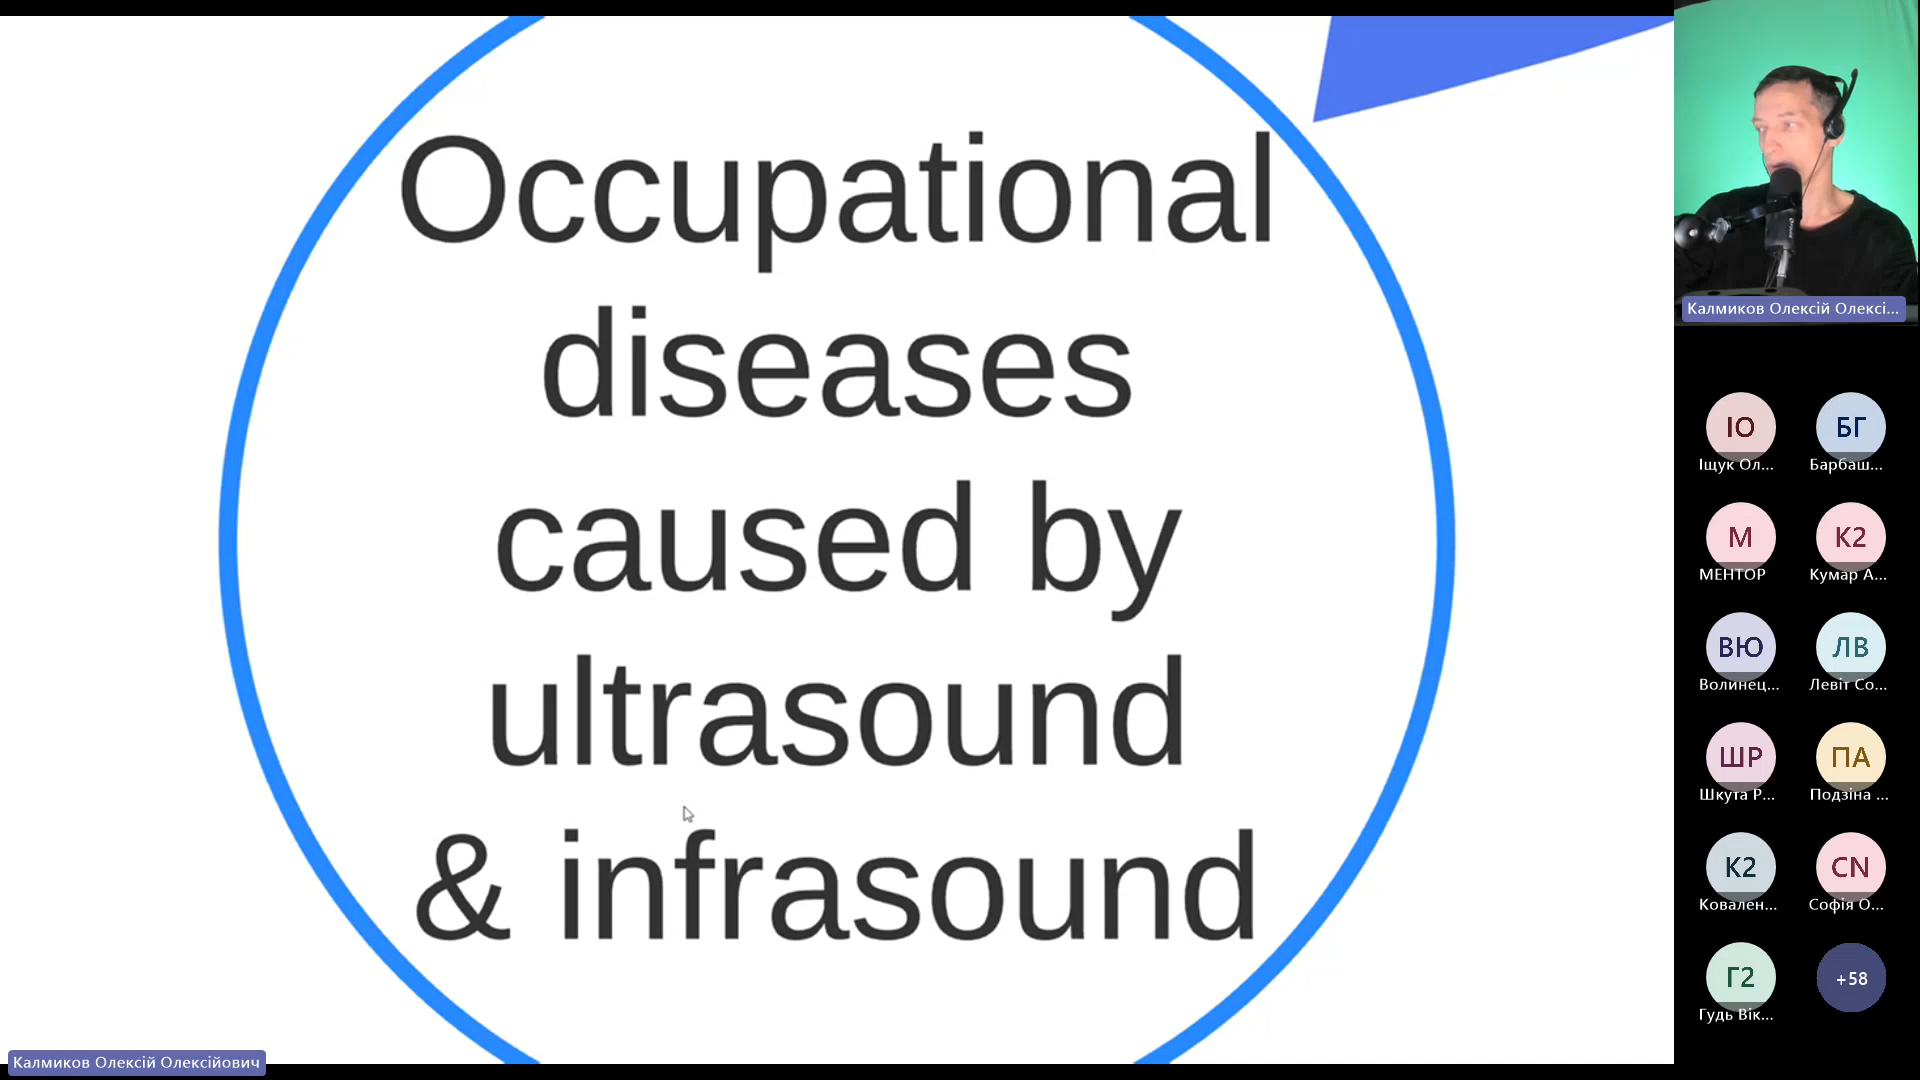 Occupational
diseases
caused by
ultrasound
& infrasound
Калмиков Олексій Олексійович
Калмиков Олексій Олексі...
ІО
Іщук Ол...
БГ
Барбаш...
М
МЕНТОР
К2
Кумар А...
ВЮ
Волинец...
ЛВ
Левіт Со...
ШР
Шкута Р...
ПА
Подзіна ...
К2
Ковален...
СN
Софія О...
Г2
Гудь Вік...
+58